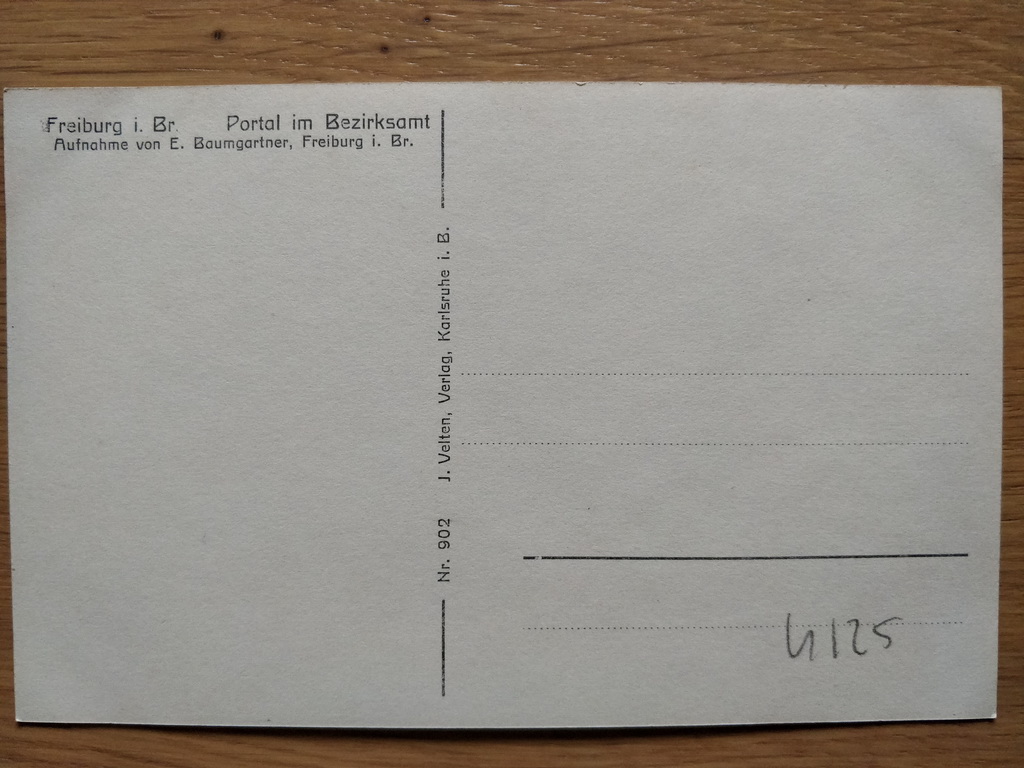 Freiburg i. Br. Portal im Bezirksamt
Aufnahme von E. Baumgartner, Freiburg i. Br.
Nr. 902 J. Velten, Verlag, Karlsruhe i. B.
4125